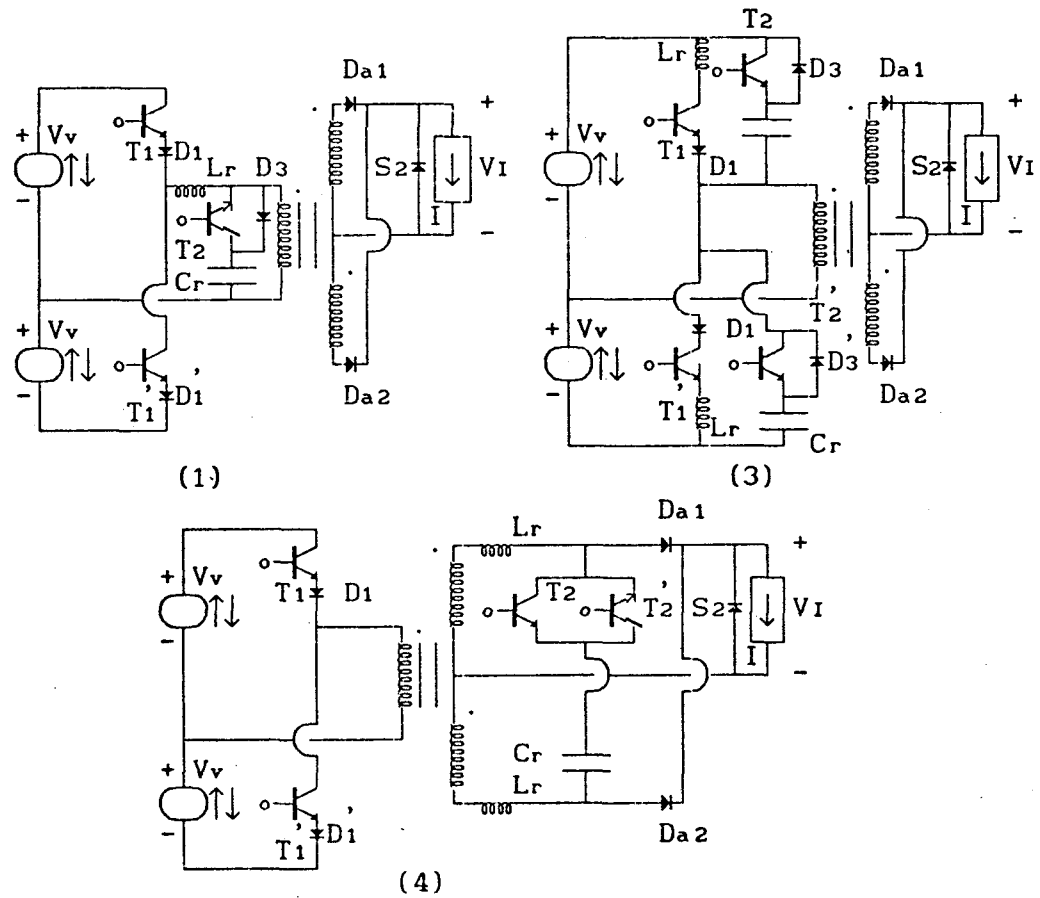 Da1
+
+
Vv
T1
D1
Lr
D3
S2
VI
-
T2
I
-
Cr
+
Vv
-
T1'
D1'
Da2
(1)
T2
Lr
D3
Da1
+
+
Vv
T1
D1
S2
VI
-
I
-
T2'
+
Vv
D1'
D3
-
T1'
Lr
Cr
Da2
(3)
Lr
Da1
+
+
Vv
T1
D1
T2
T2'
S2
VI
-
I
-
+
Vv
Cr
Lr
-
T1'
D1'
Da2
(4)